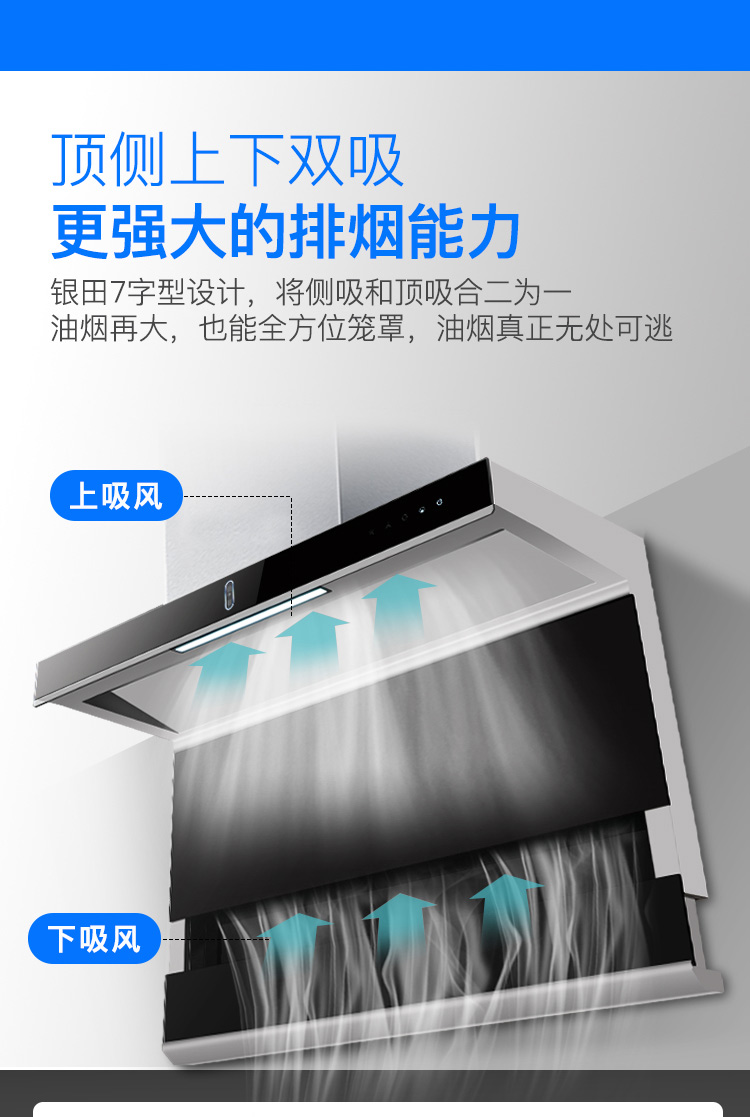 顶侧上下双吸
更强大的排烟能力
银田7字型设计，将侧吸和顶吸合二为一
油烟再大，也能全方位笼罩，油烟真正无处可逃
上吸风
下吸风